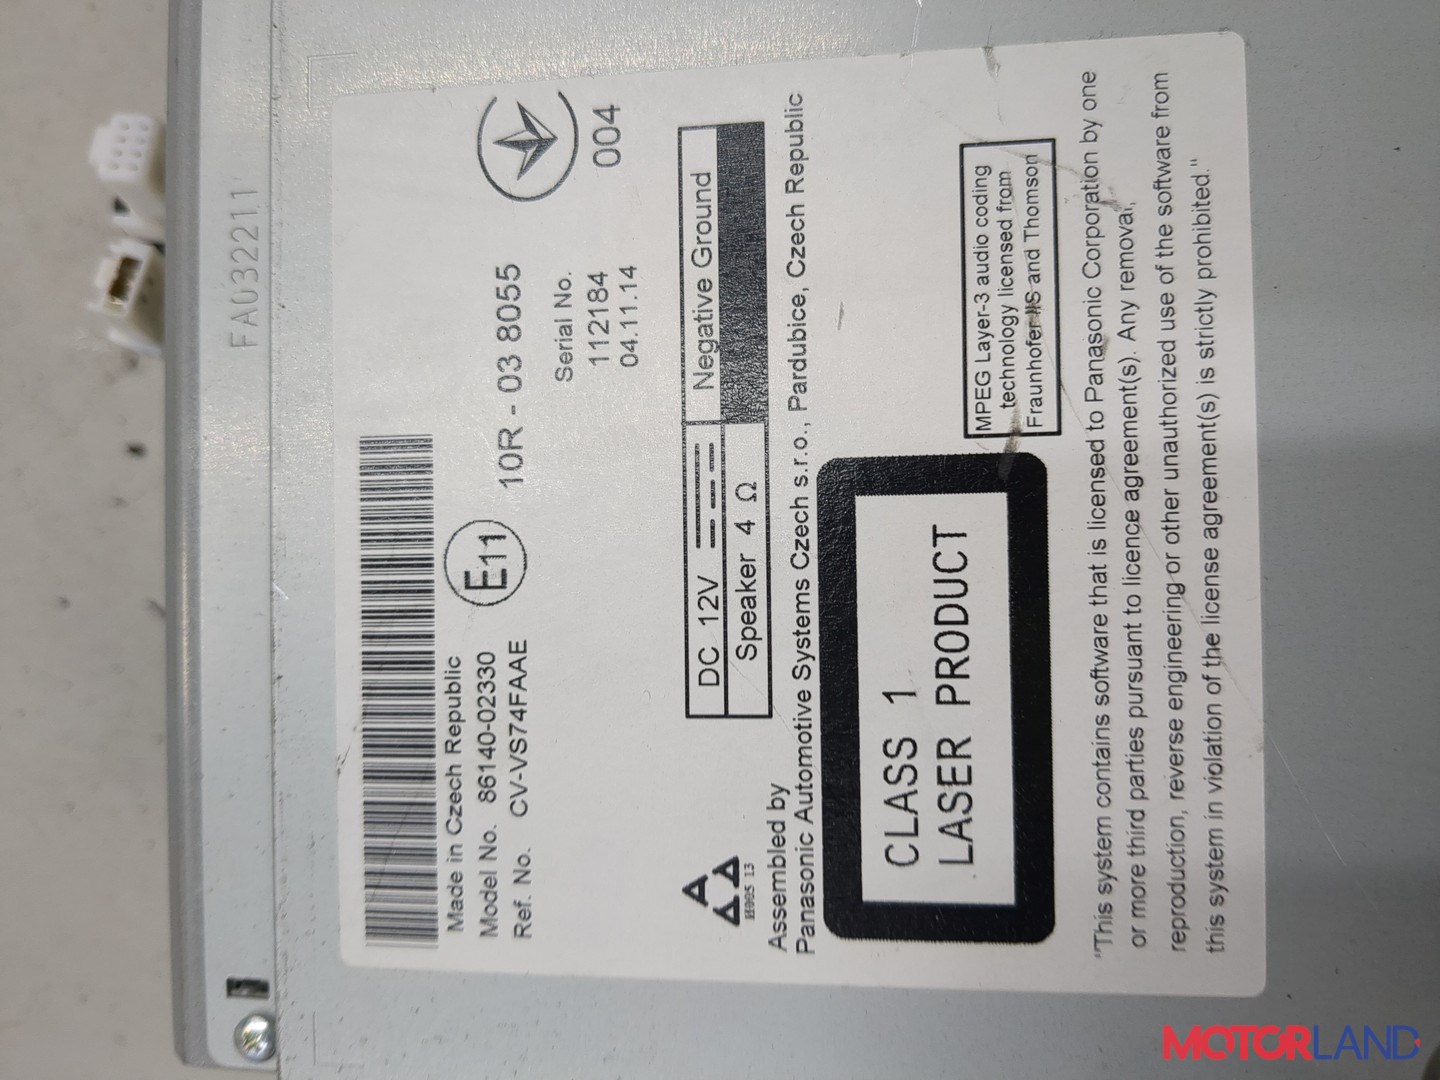 FA032211
Made in Czech Republic
Model No. 86140-02330
Ref. No. CV-VS74FAAE
E11
10R - 03 8055
Serial No.
112184
04.11.14
004
DC 12V Negative Ground
Speaker 4 Ω
H005 13
Assembled by
Panasonic Automotive Systems Czech s.r.o., Pardubice, Czech Republic
CLASS 1
LASER PRODUCT
MPEG Layer-3 audio coding
technology licensed from
Fraunhofer IIS and Thomson
"This system contains software that is licensed to Panasonic Corporation by one
or more third parties pursuant to licence agreement(s). Any removal,
reproduction, reverse engineering or other unauthorized use of the software from
this system in violation of the license agreement(s) is strictly prohibited."
MOTORLAND